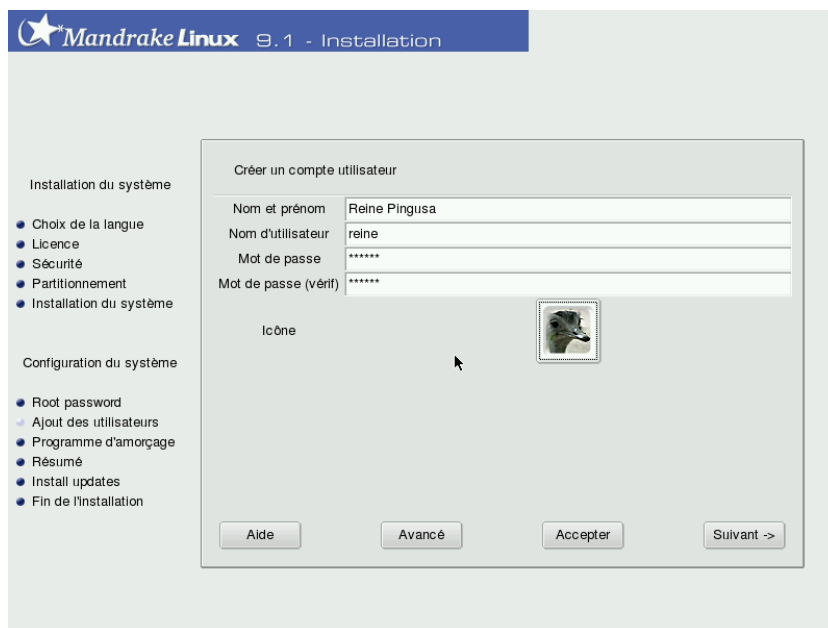 Mandrake Linux 9.1 - Installation
Installation du système
Choix de la langue
Licence
Sécurité
Partitionnement
Installation du système
Configuration du système
Root password
Ajout des utilisateurs
Programme d'amorçage
Résumé
Install updates
Fin de l'installation
Créer un compte utilisateur
Nom et prénom Reine Pingusa
Nom d'utilisateur reine
Mot de passe ******
Mot de passe (vérif) ******
Icône
Aide Avancé Accepter Suivant ->